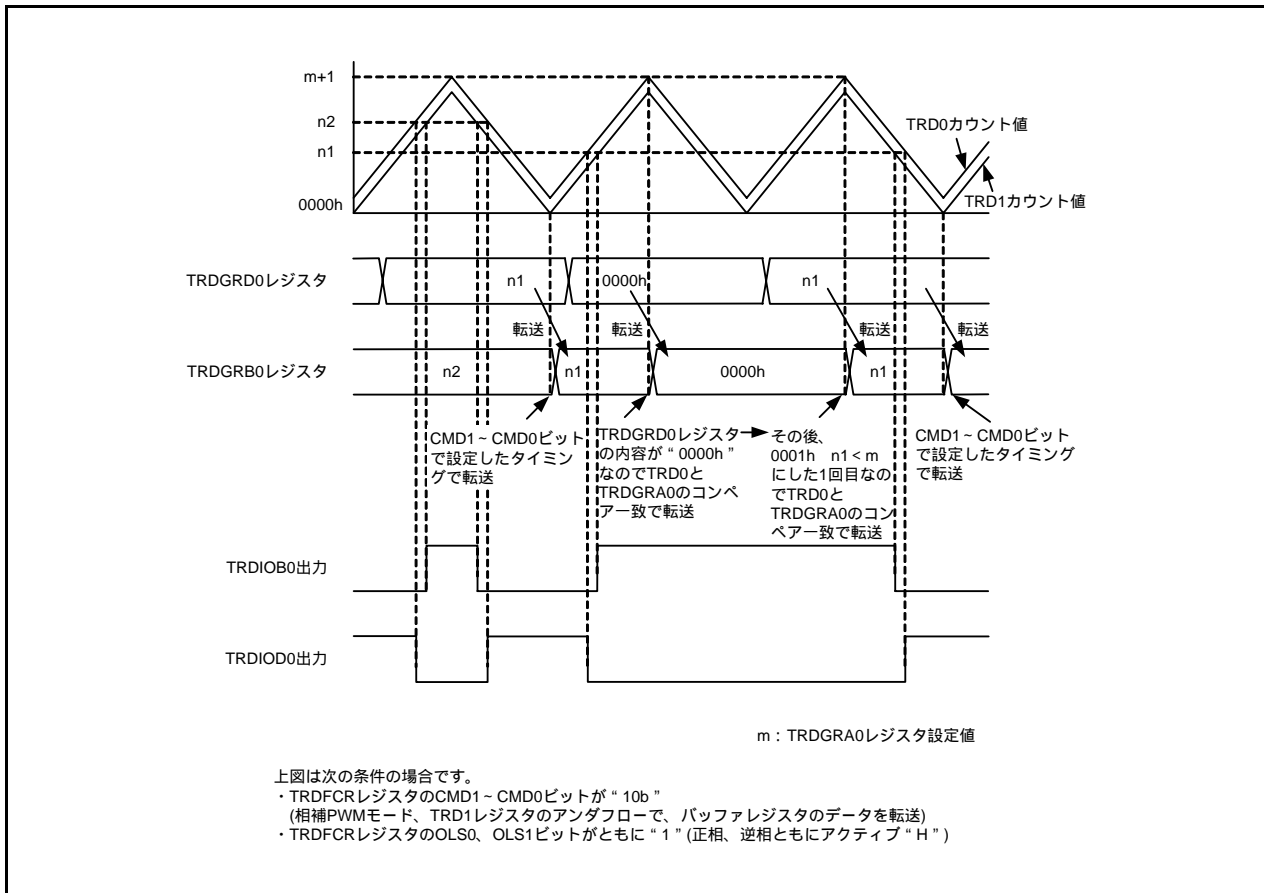 m+1
n2
n1
0000h
TRD0カウント値
TRD1カウント値
TRDGRD0レジスタ
n1
0000h
n1
転送
転送
転送
転送
TRDGRB0レジスタ
n2
n1
0000h
n1
CMD1~CMD0ビット
で設定したタイミン
グで転送
TRDGRD0レジスタ
の内容が“0000h”
なのでTRD0と
TRDGRA0のコンペ
ア一致で転送
その後、
0001h n1<m
にした1回目なの
でTRD0と
TRDGRA0のコン
ペア一致で転送
CMD1~CMD0ビット
で設定したタイミング
で転送
TRDIOB0出力
TRDIOD0出力
m:TRDGRA0レジスタ設定値
上図は次の条件の場合です。
・TRDFCRレジスタのCMD1~CMD0ビットが“10b”
(相補PWMモード、TRD1レジスタのアンダフローで、バッファレジスタのデータを転送)
・TRDFCRレジスタのOLS0、OLS1ビットがともに“1”(正相、逆相ともにアクティブ“H”)